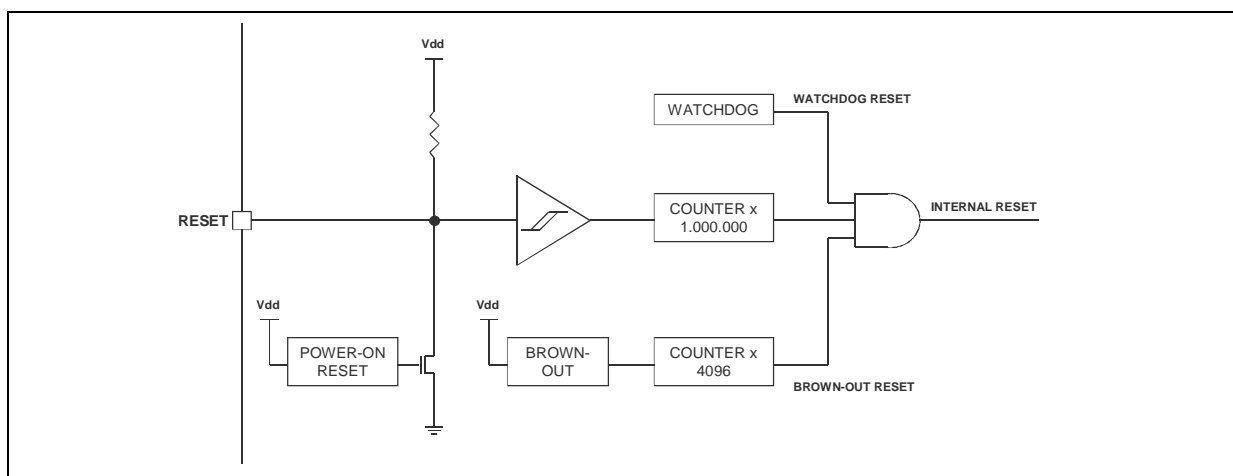 Vdd
WATCHDOG
WATCHDOG RESET
RESET
COUNTER x
1.000.000
INTERNAL RESET
Vdd
POWER-ON
RESET
Vdd
BROWN-
OUT
COUNTER x
4096
BROWN-OUT RESET